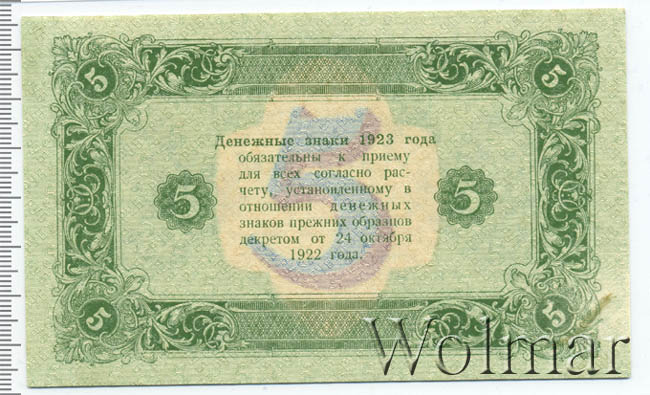 5 5
Денежные знаки 1923 года
обязательны к приему
для всех согласно рас-
чету, установленному в
отношении денежных
знаков прежних образцов
декретом от 24 октября
1922 года.
5 5 5
5 5
Wolmar